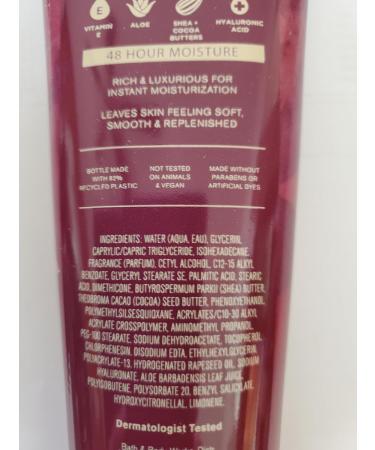 VITAMIN E
ALOE
SHEA + COCOA BUTTERS
HYALURONIC ACID
48 HOUR MOISTURE
RICH & LUXURIOUS FOR
INSTANT MOISTURIZATION
LEAVES SKIN FEELING SOFT,
SMOOTH & REPLENISHED
BOTTLE MADE WITH 82% RECYCLED PLASTIC
NOT TESTED ON ANIMALS & VEGAN
MADE WITHOUT PARABENS OR ARTIFICIAL DYES
INGREDIENTS: WATER (AQUA, EAU), GLYCERIN,
CAPRYLIC/CAPRIC TRIGLYCERIDE, ISOHEXADECANE,
FRAGRANCE (PARFUM), CETYL ALCOHOL, C12-15 ALKYL
BENZOATE, GLYCERYL STEARATE SE, PALMITIC ACID, STEARIC
ACID, DIMETHICONE, BUTYROSPERMUM PARKII (SHEA) BUTTER,
THEOBROMA CACAO (COCOA) SEED BUTTER, PHENOXYETHANOL,
POLYMETHYLSILSESQUIOXANE, ACRYLATES/C10-30 ALKYL
ACRYLATE CROSSPOLYMER, AMINOMETHYL PROPANOL,
PEG-100 STEARATE, SODIUM DEHYDROACETATE, TOCOPHEROL,
CHLORPHENESIN, DISODIUM EDTA, ETHYLHEXYLGLYCERIN,
POLYACRYLATE-13, HYDROGENATED RAPESEED OIL, SODIUM
HYALURONATE, ALOE BARBADENSIS LEAF JUICE,
POLYISOBUTENE, POLYSORBATE 20, BENZYL SALICYLATE,
HYDROXYCITRONELLAL, LIMONENE.
Dermatologist Tested
Bath & Body